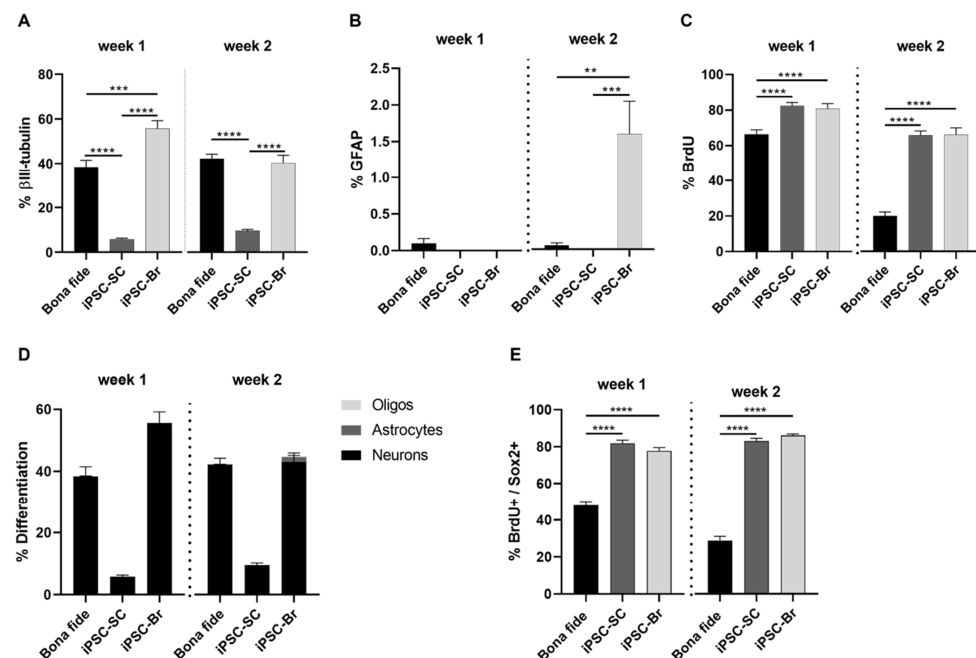 A
week 1
week 2
% βIII-tubulin
80
60
40
20
0
***
****
****
****
****
Bona fide
iPSC-SC
iPSC-Br
Bona fide
iPSC-SC
iPSC-Br
B
week 1
week 2
% GFAP
2.5
2.0
1.5
1.0
0.5
0.0
**
***
Bona fide
iPSC-SC
iPSC-Br
Bona fide
iPSC-SC
iPSC-Br
C
week 1
week 2
% BrdU
100
80
60
40
20
0
****
****
****
****
Bona fide
iPSC-SC
iPSC-Br
Bona fide
iPSC-SC
iPSC-Br
D
week 1
week 2
% Differentiation
60
40
20
0
Bona fide
iPSC-SC
iPSC-Br
Bona fide
iPSC-SC
iPSC-Br
Oligos
Astrocytes
Neurons
E
week 1
week 2
% BrdU+ / Sox2+
100
80
60
40
20
0
****
****
****
****
Bona fide
iPSC-SC
iPSC-Br
Bona fide
iPSC-SC
iPSC-Br